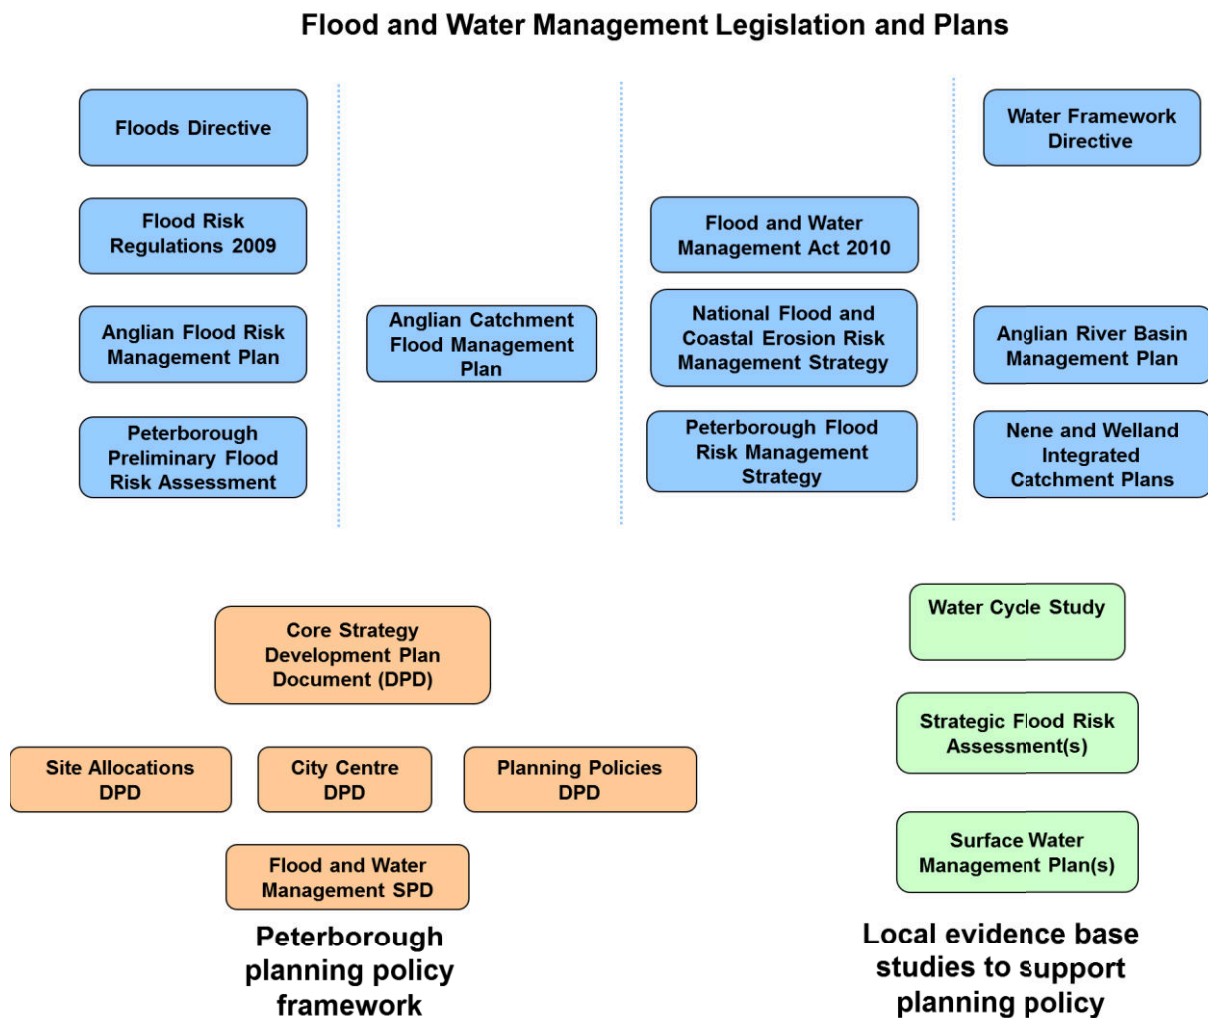 Flood and Water Management Legislation and Plans
Floods Directive
Flood Risk
Regulations 2009
Anglian Flood Risk
Management Plan
Peterborough
Preliminary Flood
Risk Assessment
Anglian Catchment
Flood Management
Plan
Flood and Water
Management Act 2010
National Flood and
Coastal Erosion Risk
Management Strategy
Peterborough Flood
Risk Management
Strategy
Water Framework
Directive
Anglian River Basin
Management Plan
Nene and Welland
Integrated
Catchment Plans
Core Strategy
Development Plan
Document (DPD)
Site Allocations
DPD
City Centre
DPD
Planning Policies
DPD
Flood and Water
Management SPD
Peterborough
planning policy
framework
Water Cycle Study
Strategic Flood Risk
Assessment(s)
Surface Water
Management Plan(s)
Local evidence base
studies to support
planning policy